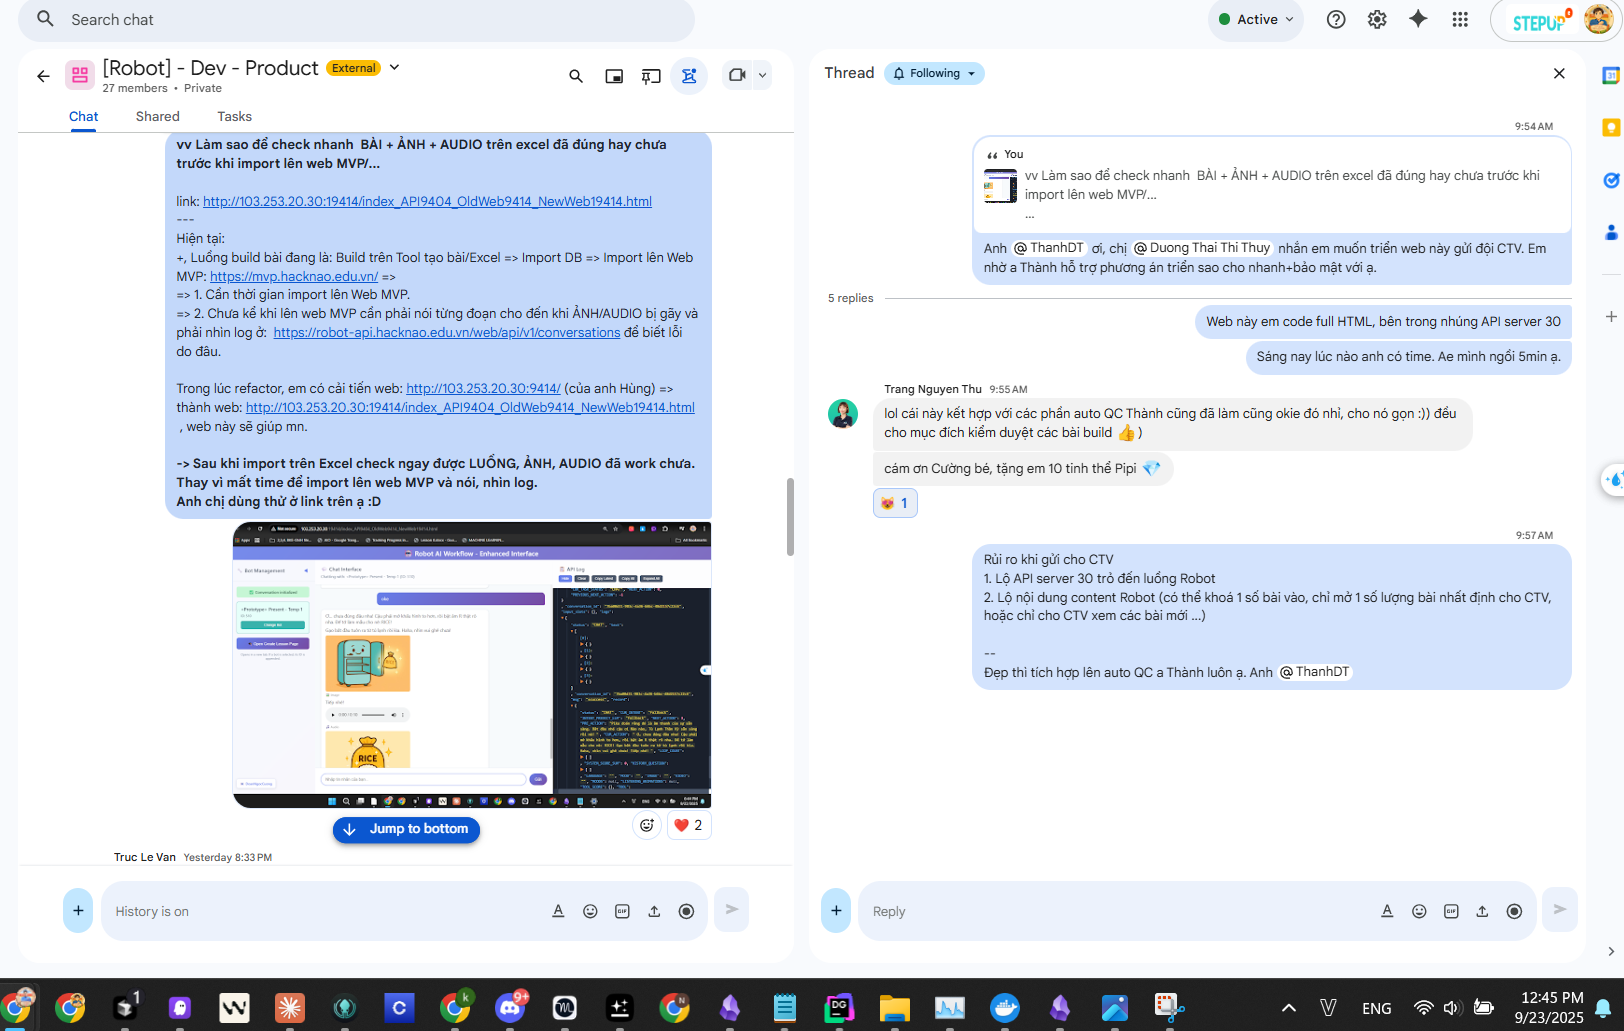 Search chat
Active
STEPUP
[Robot] - Dev - Product External
27 members • Private
Chat Shared Tasks
vv Làm sao để check nhanh BÀI + ẢNH + AUDIO trên excel đã đúng hay chưa
trước khi import lên web MVP/...
link: http://103.253.20.30:19414/index_API9404_OldWeb9414_NewWeb19414.html
---
Hiện tại:
+, Luồng build bài đang là: Build trên Tool tạo bài/Excel => Import DB => Import lên Web
MVP: https://mvp.hacknao.edu.vn/ =>
=> 1. Cần thời gian import lên Web MVP.
=> 2. Chưa kể khi lên web MVP cần phải nói từng đoạn cho đến khi ẢNH/AUDIO bị gãy và
phải nhìn log ở: https://robot-api.hacknao.edu.vn/web/api/v1/conversations để biết lỗi
do đâu.
Trong lúc refactor, em có cải tiến web: http://103.253.20.30:9414/ (của anh Hùng) =>
thành web: http://103.253.20.30:19414/index_API9404_OldWeb9414_NewWeb19414.html
, web này sẽ giúp mn.
-> Sau khi import trên Excel check ngay được LUỒNG, ẢNH, AUDIO đã work chưa.
Thay vì mất time để import lên web MVP và nói, nhìn log.
Anh chị dùng thử ở link trên ạ :D
Robot AI Workflow - Enhanced Interface
Bot Management
Chat Interface
API Log
RICE
Jump to bottom
2
Truc Le Van Yesterday 8:33 PM
History is on
GIF
Thread Following
9:54 AM
You
vv Làm sao để check nhanh BÀI + ẢNH + AUDIO trên excel đã đúng hay chưa trước khi
import lên web MVP/...
...
Anh @ThanhDT ơi, chị @Duong Thai Thi Thuy nhắn em muốn triển web này gửi đội CTV. Em
nhờ a Thành hỗ trợ phương án triển sao cho nhanh+bảo mật với ạ.
5 replies
Web này em code full HTML, bên trong nhúng API server 30
Sáng nay lúc nào anh có time. Ae mình ngồi 5min ạ.
Trang Nguyen Thu 9:55 AM
lol cái này kết hợp với các phần auto QC Thành cũng đã làm cũng okie đó nhỉ, cho nó gọn :)) đều
cho mục đích kiểm duyệt các bài build 👍 )
cám ơn Cường bé, tặng em 10 tinh thể Pipi 💎
1
9:57 AM
Rủi ro khi gửi cho CTV
1. Lộ API server 30 trỏ đến luồng Robot
2. Lộ nội dung content Robot (có thể khoá 1 số bài vào, chỉ mở 1 số lượng bài nhất định cho CTV,
hoặc chỉ cho CTV xem các bài mới ...)
--
Đẹp thì tích hợp lên auto QC a Thành luôn ạ. Anh @ThanhDT
Reply
GIF
31
1
k
9+
N
DG
ENG
12:45 PM
9/23/2025